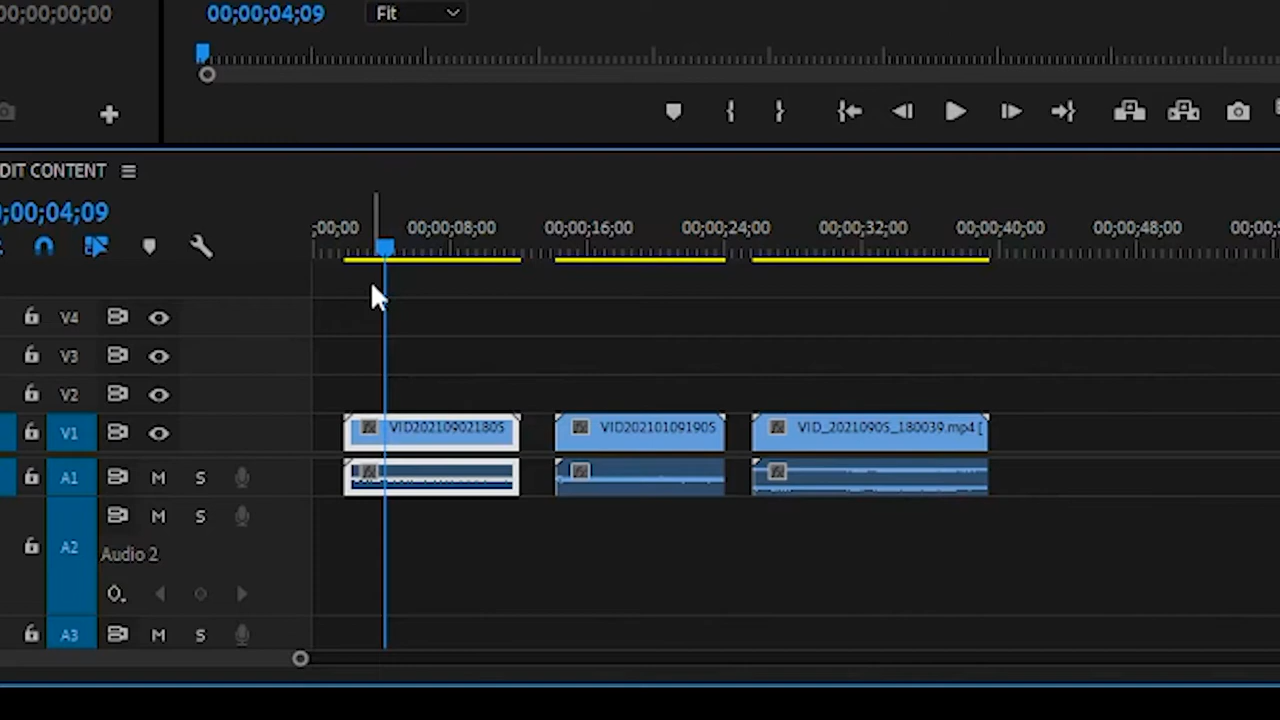 00;00;00;00
00;00;04;09
Fit
DIT CONTENT
;00;04;09
;00;00
00;00;08;00
00;00;16;00
00;00;24;00
00;00;32;00
00;00;40;00
00;00;48;00
00;00;5
V4
V3
V2
V1
VID202109021805
VID20210109190S
VID_20210905_180039.mp4 [
A1
M
S
M
S
A2
Audio 2
A3
M
S